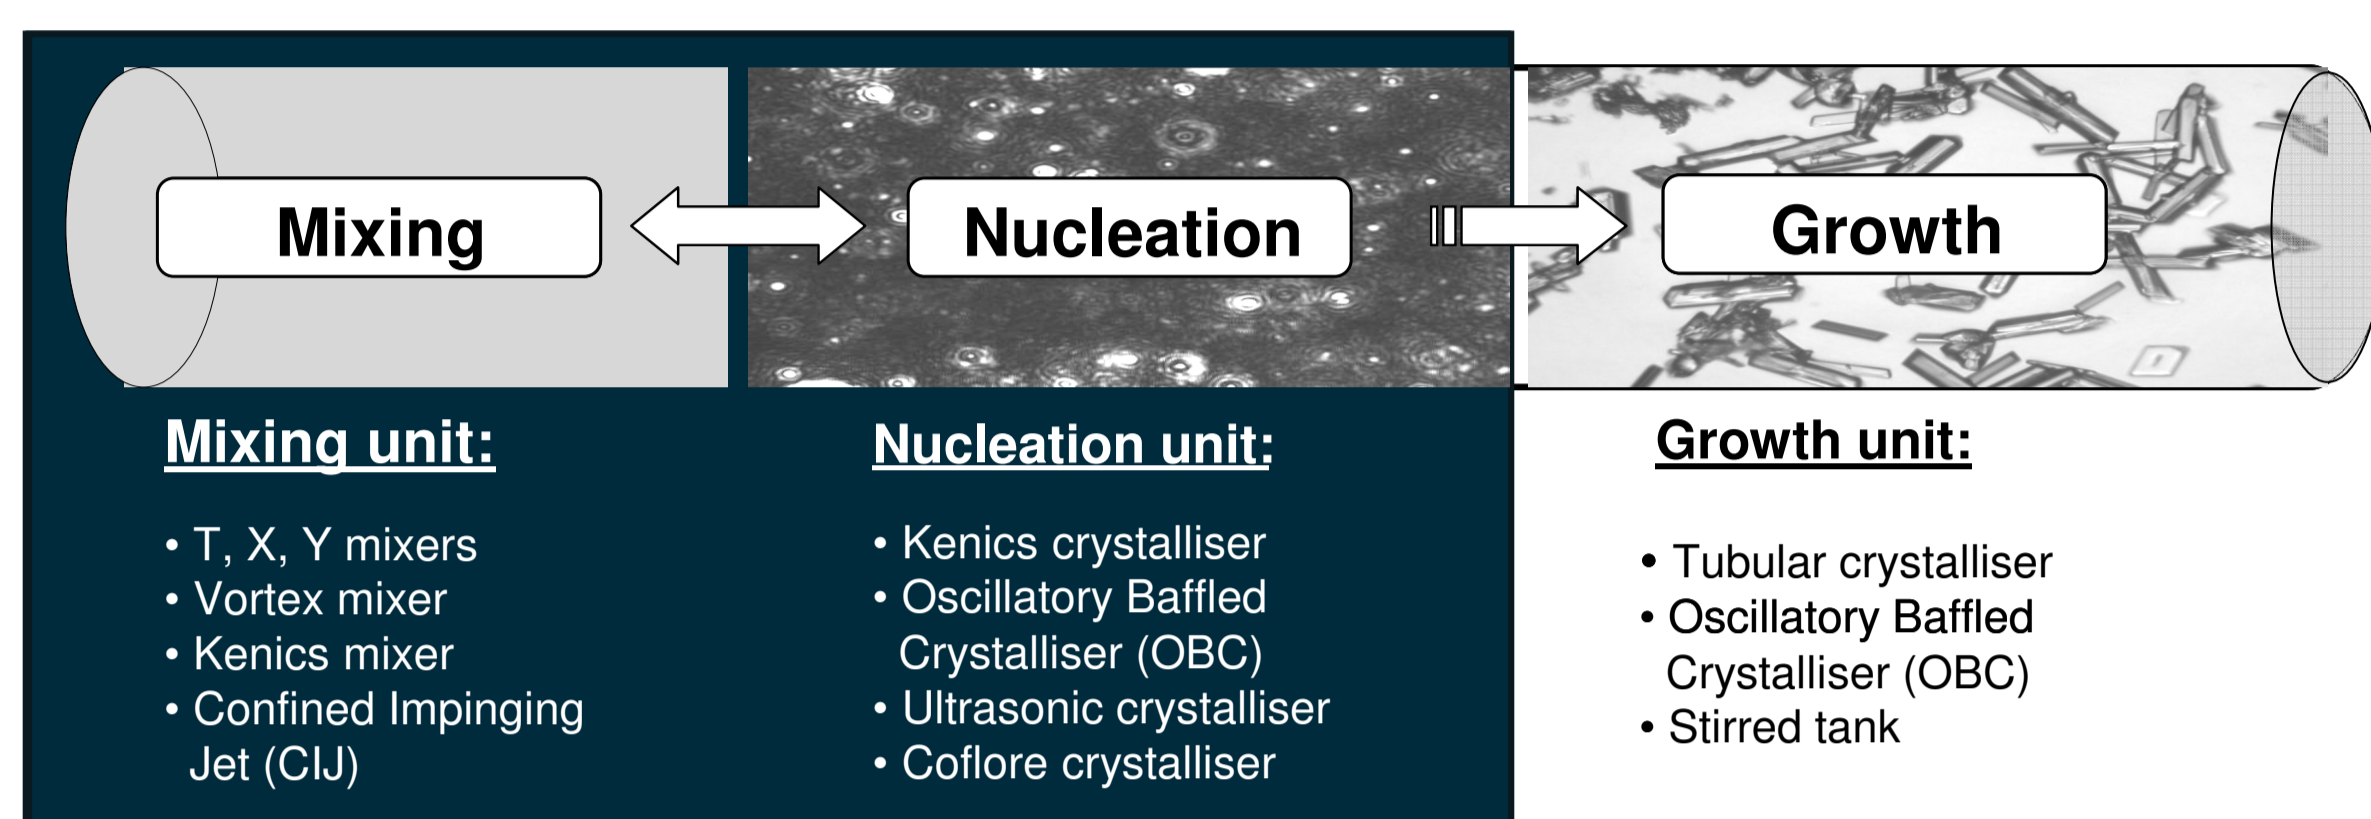 Mixing
Nucleation
Growth
Mixing unit:
• T, X, Y mixers
• Vortex mixer
• Kenics mixer
• Confined Impinging
Jet (CIJ)
Nucleation unit:
• Kenics crystalliser
• Oscillatory Baffled
Crystalliser (OBC)
• Ultrasonic crystalliser
• Coflore crystalliser
Growth unit:
• Tubular crystalliser
• Oscillatory Baffled
Crystalliser (OBC)
• Stirred tank